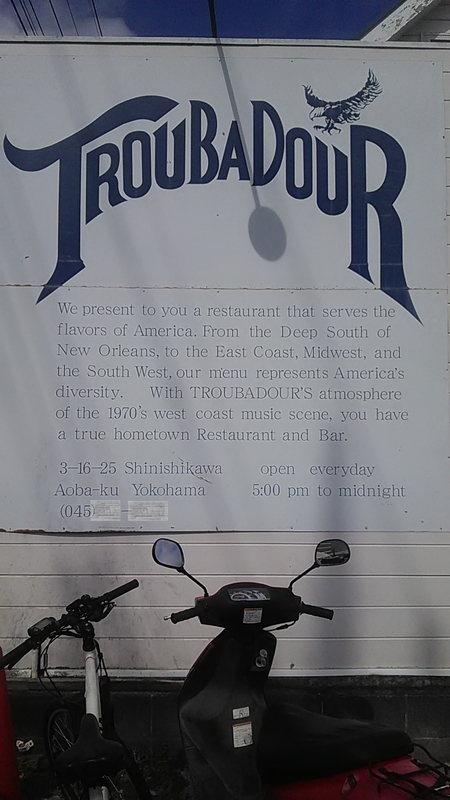 TROUBADOUR
We present to you a restaurant that serves the
flavors of America. From the Deep South of
New Orleans, to the East Coast, Midwest, and
the South West, our menu represents America's
diversity. With TROUBADOUR'S atmosphere
of the 1970's west coast music scene, you have
a true hometown Restaurant and Bar.
3-16-25 Shinishikawa open everyday
Aoba-ku Yokohama 5:00 pm to midnight
(045